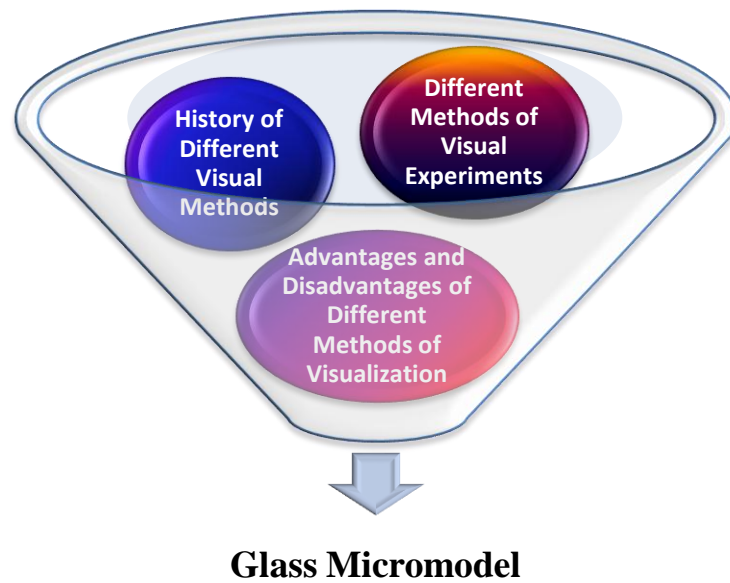 History of
Different
Visual
Methods
Different
Methods of
Visual
Experiments
Advantages and
Disadvantages of
Different
Methods of
Visualization
Glass Micromodel